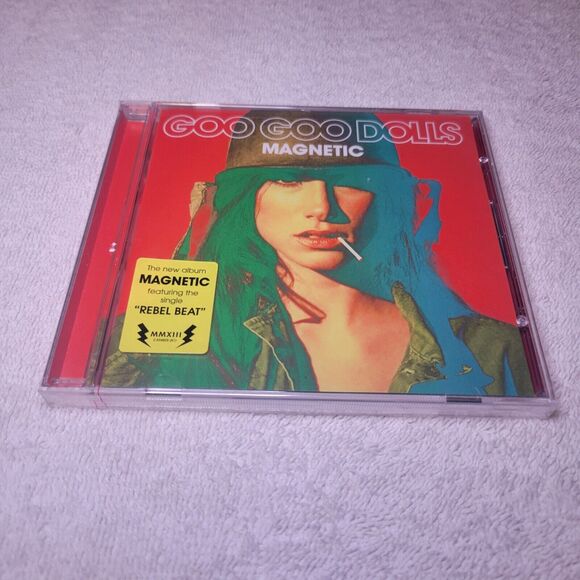 GOO GOO DOLLS
MAGNETIC
The new album
MAGNETIC
featuring the
single
"REBEL BEAT"
MMXIII